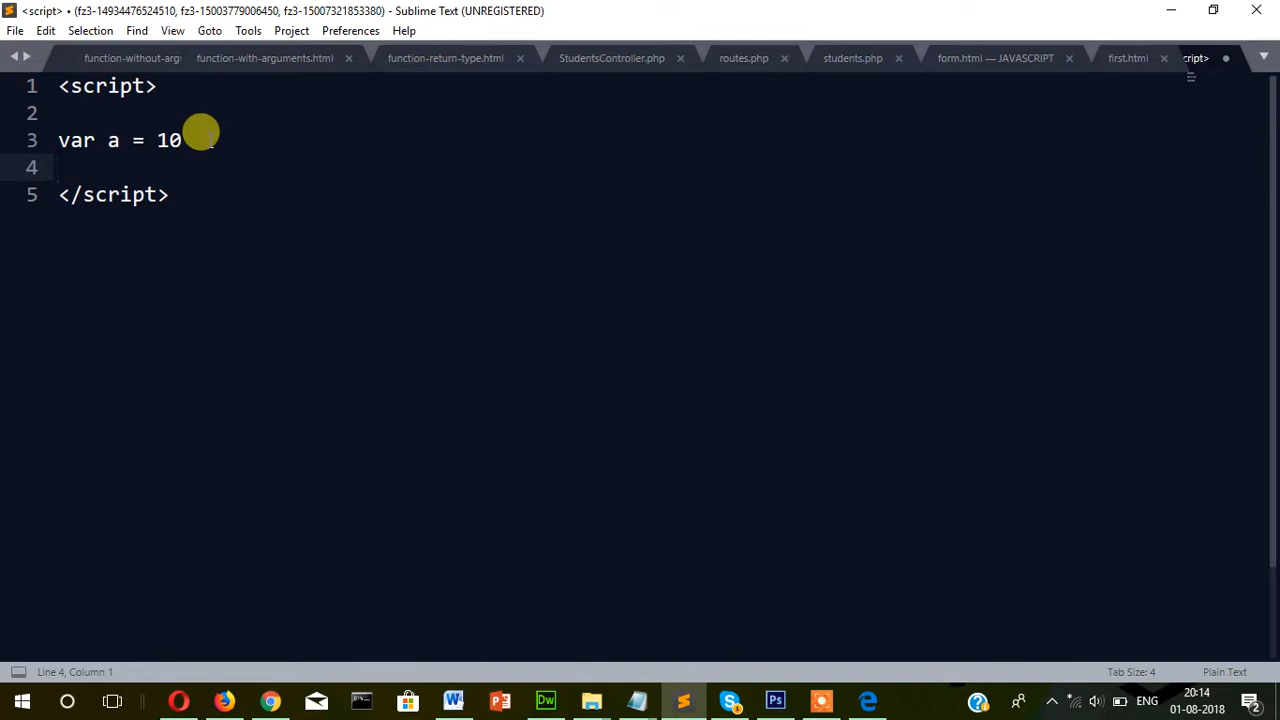 <script> • (fz3-14934476524510, fz3-15003779006450, fz3-15007321853380) - Sublime Text (UNREGISTERED)
File Edit Selection Find View Goto Tools Project Preferences Help
function-without-arg function-with-arguments.html function-return-type.html StudentsController.php routes.php students.php form.html — JAVASCRIPT first.html script>
1 <script>
2
3 var a = 10
4
5 </script>
Line 4, Column 1 Tab Size: 4 Plain Text
ENG 20:14
01-08-2018